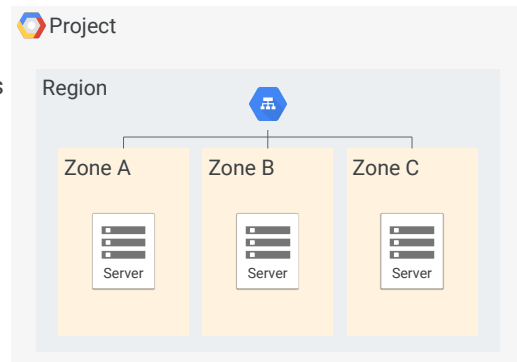 Project
s
Region
Zone A
Zone B
Zone C
Server
Server
Server